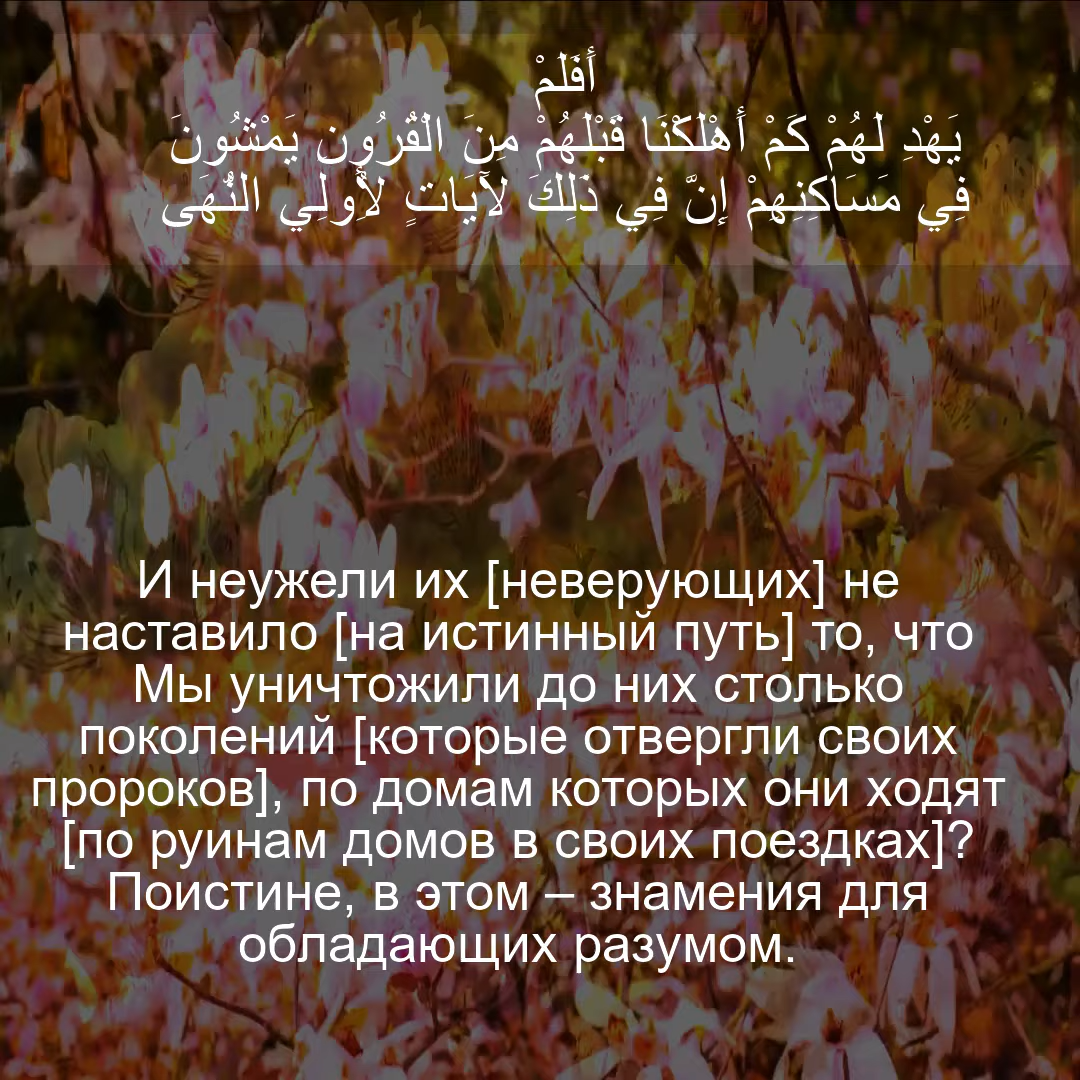 أَفَلَمْ
يَهْدِ لَهُمْ كَمْ أَهْلَكْنَا قَبْلَهُمْ مِنَ الْقُرُونِ يَمْشُونَ
فِي مَسَاكِنِهِمْ إِنَّ فِي ذَلِكَ لَآيَاتٍ لِأُولِي النُّهَى
И неужели их [неверующих] не
наставило [на истинный путь] то, что
Мы уничтожили до них столько
поколений [которые отвергли своих
пророков], по домам которых они ходят
[по руинам домов в своих поездках]?
Поистине, в этом – знамения для
обладающих разумом.